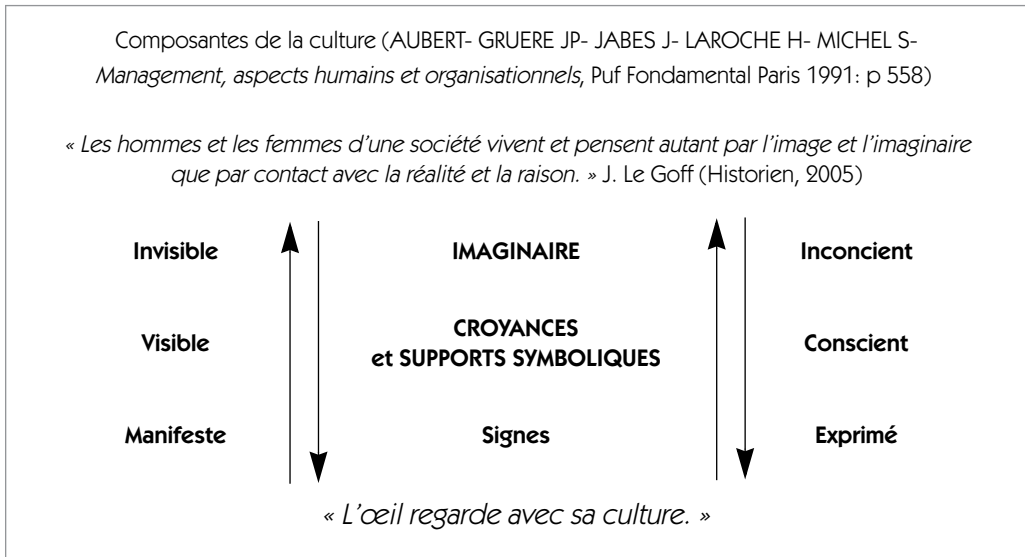 Composantes de la culture (AUBERT- GRUERE JP- JABES J- LAROCHE H- MICHEL S-
Management, aspects humains et organisationnels, Puf Fondamental Paris 1991: p 558)
« Les hommes et les femmes d'une société vivent et pensent autant par l'image et l'imaginaire
que par contact avec la réalité et la raison. » J. Le Goff (Historien, 2005)
Invisible IMAGINAIRE Inconcient
CROYANCES
Visible et SUPPORTS SYMBOLIQUES Conscient
Manifeste Signes Exprimé
« L'œil regarde avec sa culture. »